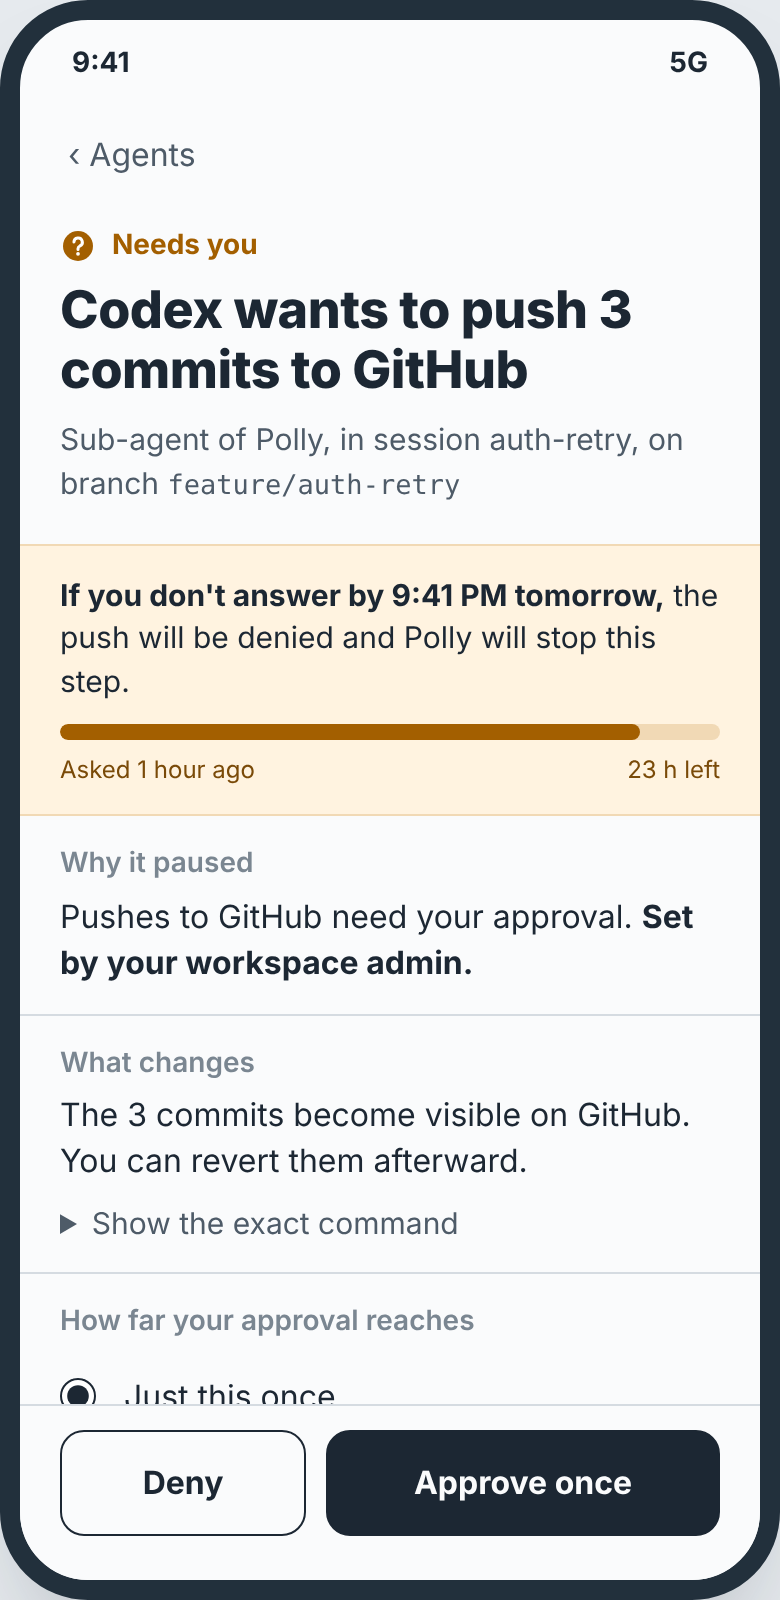 9:41
5G
‹ Agents
? Needs you
Codex wants to push 3
commits to GitHub
Sub-agent of Polly, in session auth-retry, on
branch feature/auth-retry
If you don't answer by 9:41 PM tomorrow, the
push will be denied and Polly will stop this
step.
Asked 1 hour ago
23 h left
Why it paused
Pushes to GitHub need your approval. Set
by your workspace admin.
What changes
The 3 commits become visible on GitHub.
You can revert them afterward.
Show the exact command
How far your approval reaches
Just this once
Deny
Approve once